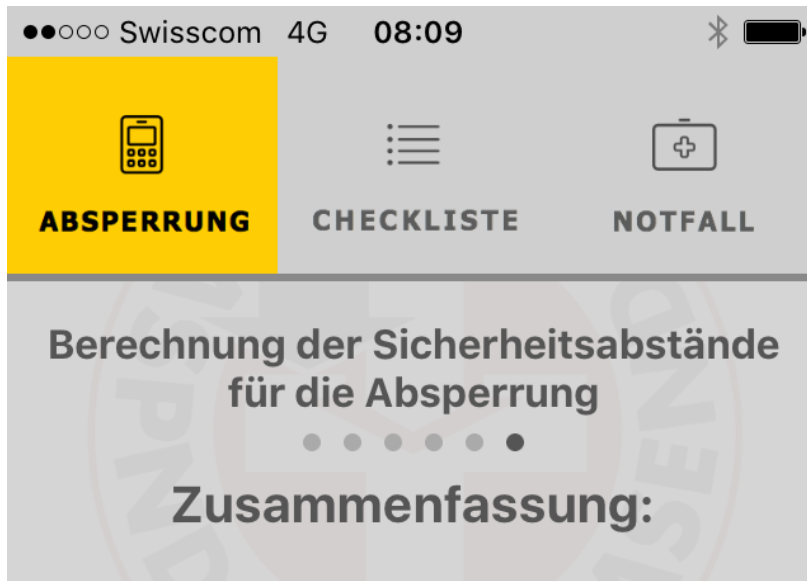 Swisscom 4G 08:09
ABSPERRUNG CHECKLISTE NOTFALL
Berechnung der Sicherheitsabstände
für die Absperrung
Zusammenfassung: